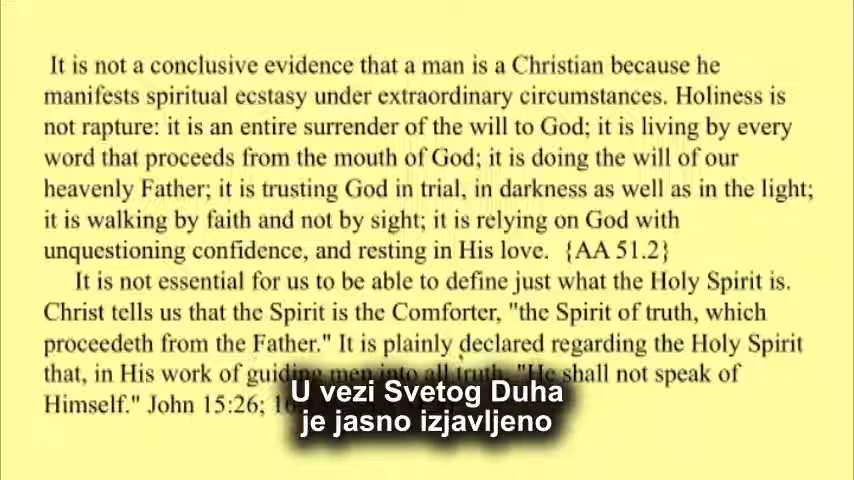 It is not a conclusive evidence that a man is a Christian because he
manifests spiritual ecstasy under extraordinary circumstances. Holiness is
not rapture: it is an entire surrender of the will to God; it is living by every
word that proceeds from the mouth of God; it is doing the will of our
heavenly Father; it is trusting God in trial, in darkness as well as in the light;
it is walking by faith and not by sight; it is relying on God with
unquestioning confidence, and resting in His love. {AA 51.2}
It is not essential for us to be able to define just what the Holy Spirit is.
Christ tells us that the Spirit is the Comforter, "the Spirit of truth, which
proceedeth from the Father." It is plainly declared regarding the Holy Spirit
that, in His work of guiding men into all truth, "He shall not speak of
Himself." John 15:26;
U vezi Svetog Duha
je jasno izjavljeno